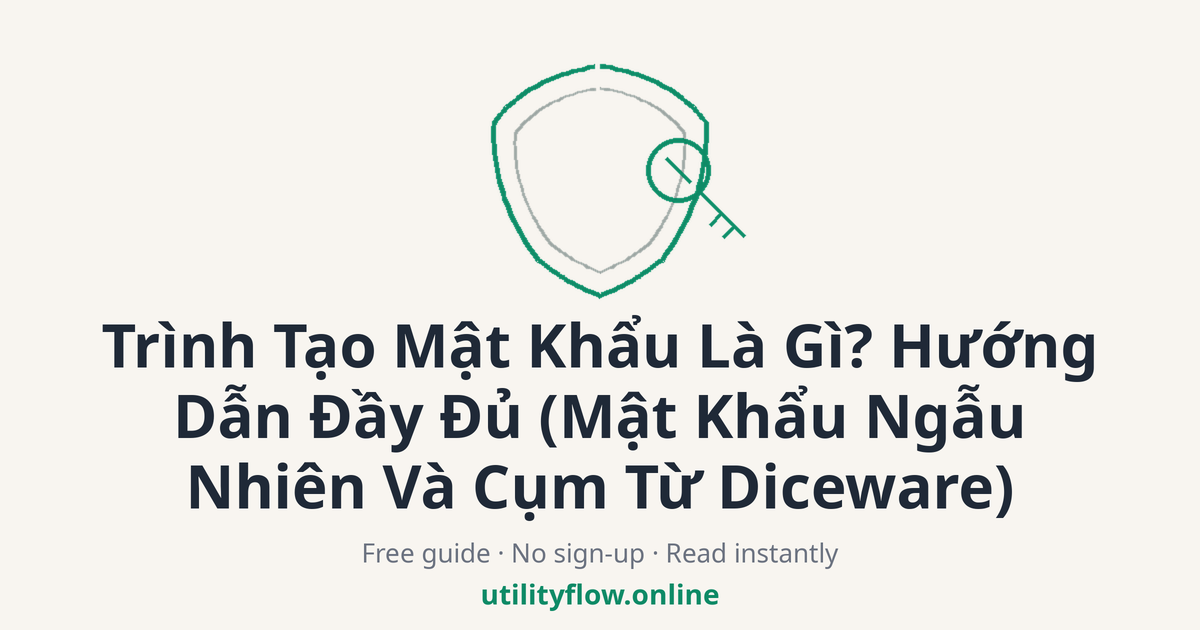 Trình Tạo Mật Khẩu Là Gì? Hướng
Dẫn Đầy Đủ (Mật Khẩu Ngẫu
Nhiên Và Cụm Từ Diceware)
Free guide · No sign-up · Read instantly
utilityflow.online